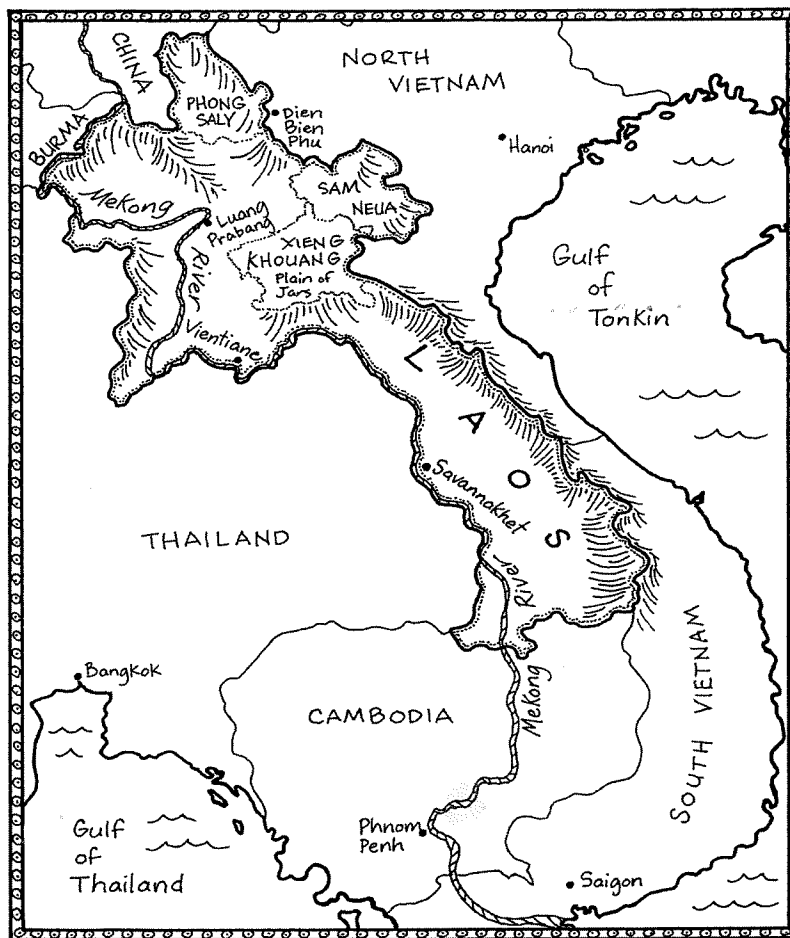 CHINA
NORTH
VIETNAM
PHONG
SALY
Dien
Bien
Phu
BURMA
Hanoi
Mekong
SAM
NEUA
Luang
Prabang
River
XIENG
KHOUANG
Plain of
Jars
Gulf
of
Tonkin
Vientiane
LAOS
Savannakhet
THAILAND
River
Mekong
Bangkok
CAMBODIA
SOUTH VIETNAM
Gulf
of
Thailand
Phnom
Penh
Saigon